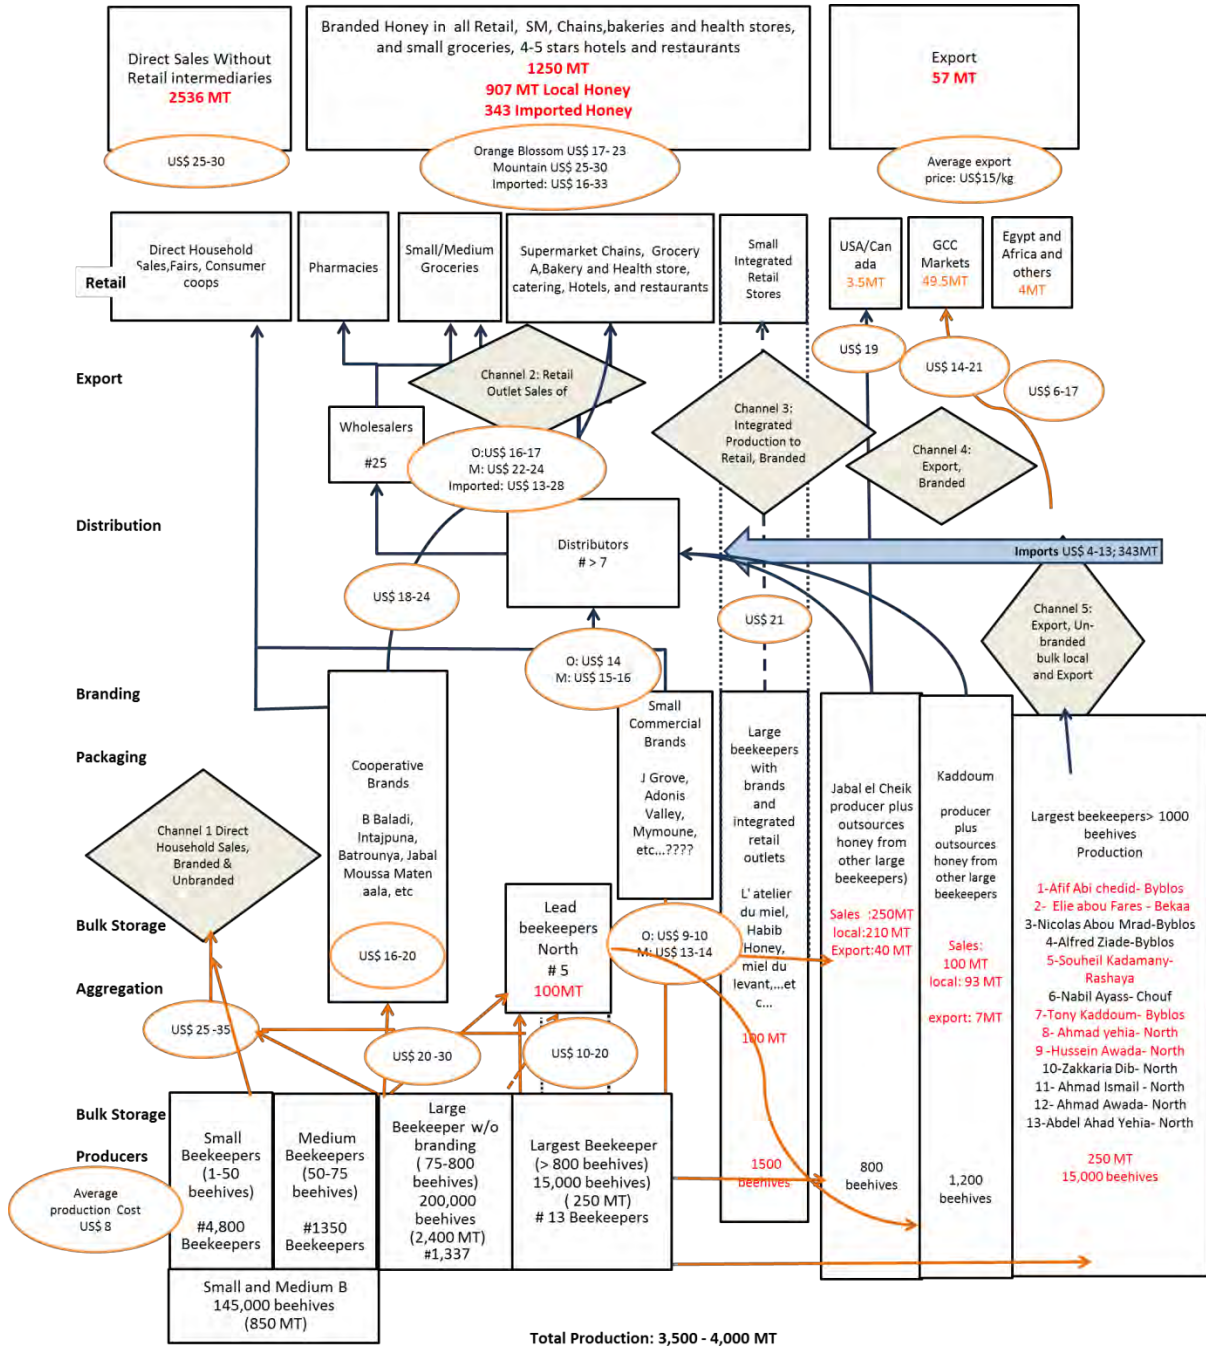 Direct Sales Without
Retail intermediaries
2536 MT
Branded Honey in all Retail, SM, Chains,bakeries and health stores,
and small groceries, 4-5 stars hotels and restaurants
1250 MT
907 MT Local Honey
343 Imported Honey
Export
57 MT
US$ 25-30
Orange Blossom US$ 17- 23
Mountain US$ 25-30
Imported: US$ 16-33
Average export
price: US$15/kg
Retail
Direct Household
Sales,Fairs, Consumer
coops
Pharmacies
Small/Medium
Groceries
Supermarket Chains, Grocery
A,Bakery and Health store,
catering, Hotels, and restaurants
Small
Integrated
Retail
Stores
USA/Can
ada
3.5MT
GCC
Markets
49.5MT
Egypt and
Africa and
others
4MT
Export
US$ 19
US$ 14-21
US$ 6-17
Channel 2: Retail
Outlet Sales of
Channel 3:
Integrated
Production to
Retail, Branded
Channel 4:
Export,
Branded
Wholesalers
#25
O:US$ 16-17
M: US$ 22-24
Imported: US$ 13-28
Distribution
Distributors
# > 7
Imports US$ 4-13; 343MT
US$ 18-24
US$ 21
Channel 5:
Export, Un-
branded
bulk local
and Export
O: US$ 14
M: US$ 15-16
Branding
Packaging
Cooperative
Brands
B Baladi,
Intajpuna,
Batrounya, Jabal
Moussa Maten
aala, etc
Small
Commercial
Brands
J Grove,
Adonis
Valley,
Mymoune,
etc...????
Large
beekeepers
with
brands
and
integrated
retail
outlets
L' atelier
du miel,
Habib
Honey,
miel du
levant,...et
c...
100 MT
1500
beehives
Jabal el Cheik
producer plus
outsources
honey from
other large
beekeepers)
Sales :250MT
local:210 MT
Export:40 MT
800
beehives
Kaddoum
producer
plus
outsources
honey from
other large
beekeepers
Sales:
100 MT
local: 93 MT
export: 7MT
1,200
beehives
Largest beekeepers> 1000
beehives
Production
1-Afif Abi chedid- Byblos
2- Elie abou Fares - Bekaa
3-Nicolas Abou Mrad-Byblos
4-Alfred Ziade-Byblos
5-Souheil Kadamany-
Rashaya
6-Nabil Ayass- Chouf
7-Tony Kaddoum- Byblos
8- Ahmad yehia- North
9 -Hussein Awada- North
10-Zakkaria Dib- North
11- Ahmad Ismail - North
12- Ahmad Awada- North
13-Abdel Ahad Yehia- North
250 MT
15,000 beehives
Channel 1 Direct
Household Sales,
Branded &
Unbranded
Bulk Storage
US$ 16-20
Lead
beekeepers
North
# 5
100MT
O: US$ 9-10
M: US$ 13-14
Aggregation
US$ 25 -35
US$ 20 -30
US$ 10-20
Bulk Storage
Producers
Average
production Cost
US$ 8
Small
Beekeepers
(1-50
beehives)
#4,800
Beekeepers
Medium
Beekeepers
(50-75
beehives)
#1350
Beekeepers
Large
Beekeeper w/o
branding
( 75-800
beehives)
200,000
beehives
(2,400 MT)
#1,337
Largest Beekeeper
(> 800 beehives)
15,000 beehives
( 250 MT)
# 13 Beekeepers
Small and Medium B
145,000 beehives
(850 MT)
Total Production: 3,500 - 4,000 MT